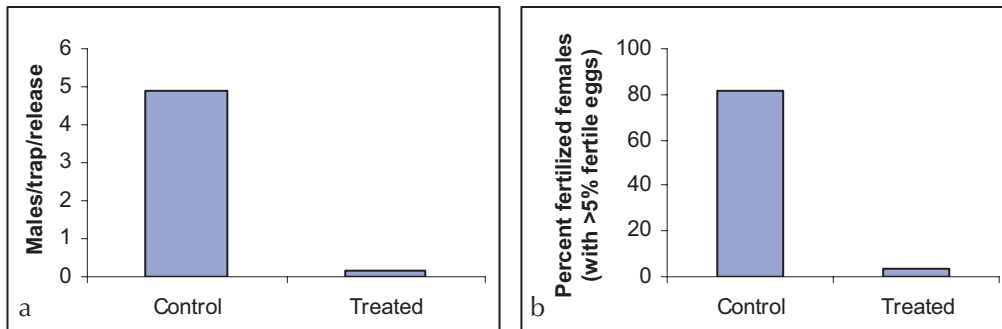 Males/trap/release
6
5
4
3
2
1
0
Control
Treated
a
Percent fertilized females
(with >5% fertile eggs)
100
80
60
40
20
0
Control
Treated
b